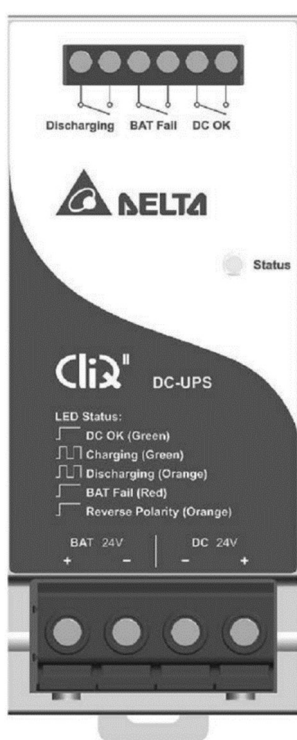 Discharging BAT Fail DC OK
DELTA
Status
CliQ II DC-UPS
LED Status:
DC OK (Green)
Charging (Green)
Discharging (Orange)
BAT Fail (Red)
Reverse Polarity (Orange)
BAT 24V DC 24V
+ - - +